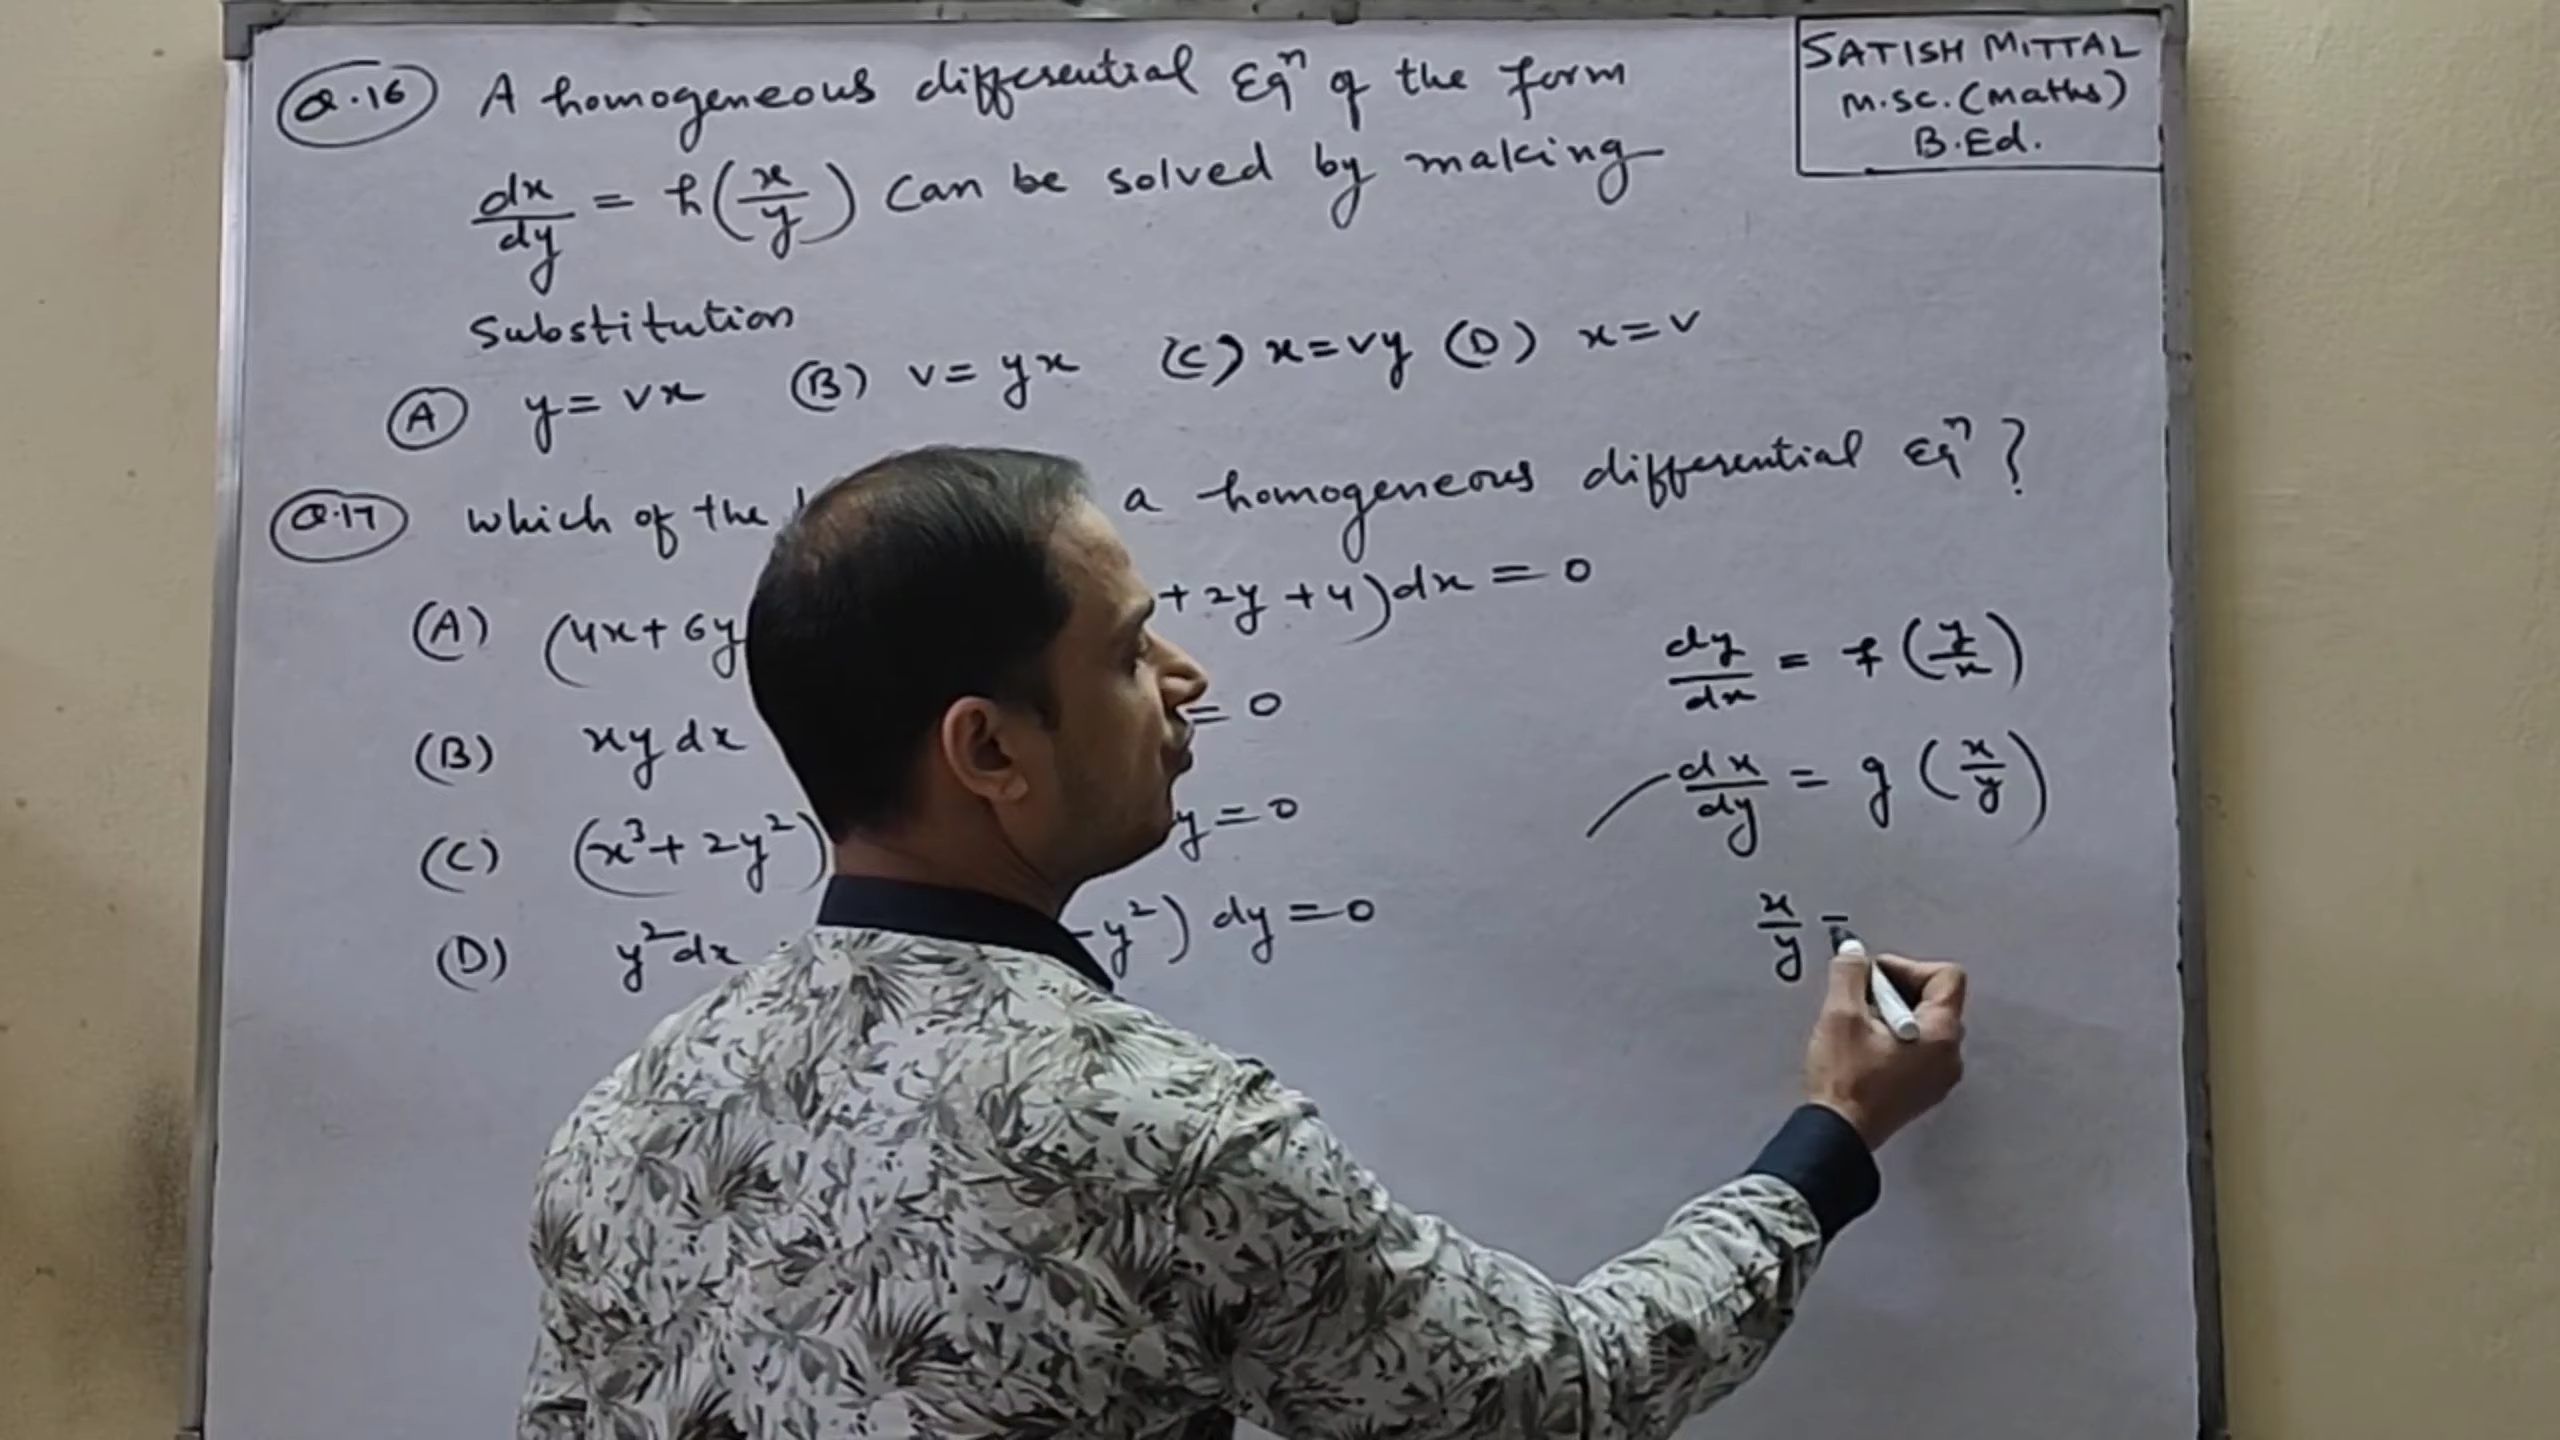 Q.16 A homogeneous differential Eqⁿ of the form
dx/dy = h(x/y) can be solved by making
Substitution
(A) y = vx (B) v = yx (C) x = vy (D) x = v
Q.17 which of the a homogeneous differential Eqⁿ ?
(A) (4x + 6y + 2y + 4)dx = 0
(B) xy dx = 0
(C) (x³ + 2y²) y = 0
(D) y²dx - y²) dy = 0
SATISH MITTAL
M.SC. (Maths)
B.Ed.
dy/dx = f (y/x)
dx/dy = g (x/y)
x/y =